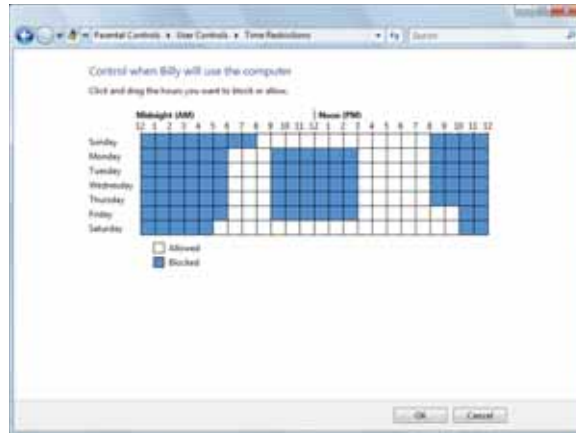 Parental Controls ▸ User Controls ▸ Time Restrictions
Search
Control when Billy will use the computer
Click and drag the hours you want to block or allow.
Midnight (AM) Noon (PM)
12 1 2 3 4 5 6 7 8 9 10 11 12 1 2 3 4 5 6 7 8 9 10 11 12
Sunday
Monday
Tuesday
Wednesday
Thursday
Friday
Saturday
Allowed
Blocked
OK Cancel